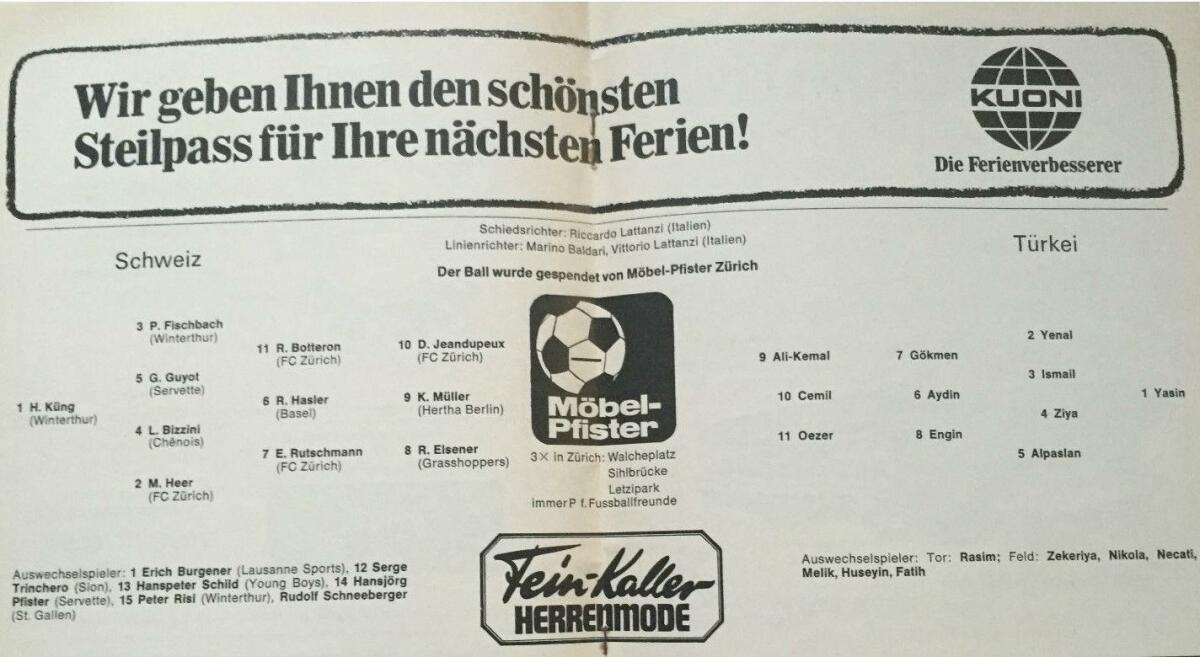 Wir geben Ihnen den schönsten
Steilpass für Ihre nächsten Ferien!
KUONI
Die Ferienverbesserer
Schiedsrichter: Riccardo Lattanzi (Italien)
Linienrichter: Marino Baldari, Vittorio Lattanzi (Italien)
Der Ball wurde gespendet von Möbel-Pfister Zürich
Schweiz
1 H. Küng
(Winterthur)
3 P. Fischbach
(Winterthur)
5 G. Guyot
(Servette)
4 L. Bizzini
(Chênois)
2 M. Heer
(FC Zürich)
11 R. Botteron
(FC Zürich)
6 R. Hasler
(Basel)
7 E. Rutschmann
(FC Zürich)
10 D. Jeandupeux
(FC Zürich)
9 K. Müller
(Hertha Berlin)
8 R. Elsener
(Grasshoppers)
Möbel-
Pfister
3× in Zürich: Walcheplatz
Sihlbrücke
Letzipark
immer P f. Fussballfreunde
Türkei
9 Ali-Kemal
10 Cemil
11 Oezer
7 Gökmen
6 Aydin
8 Engin
2 Yenal
3 Ismail
4 Ziya
5 Alpaslan
1 Yasin
Auswechselspieler: 1 Erich Burgener (Lausanne Sports), 12 Serge
Trinchero (Sion), 13 Hanspeter Schild (Young Boys), 14 Hansjörg
Pfister (Servette), 15 Peter Risi (Winterthur), Rudolf Schneeberger
(St. Gallen)
Fein-Kaller
HERRENMODE
Auswechselspieler: Tor: Rasim; Feld: Zekeriya, Nikola, Necati,
Melik, Huseyin, Fatih